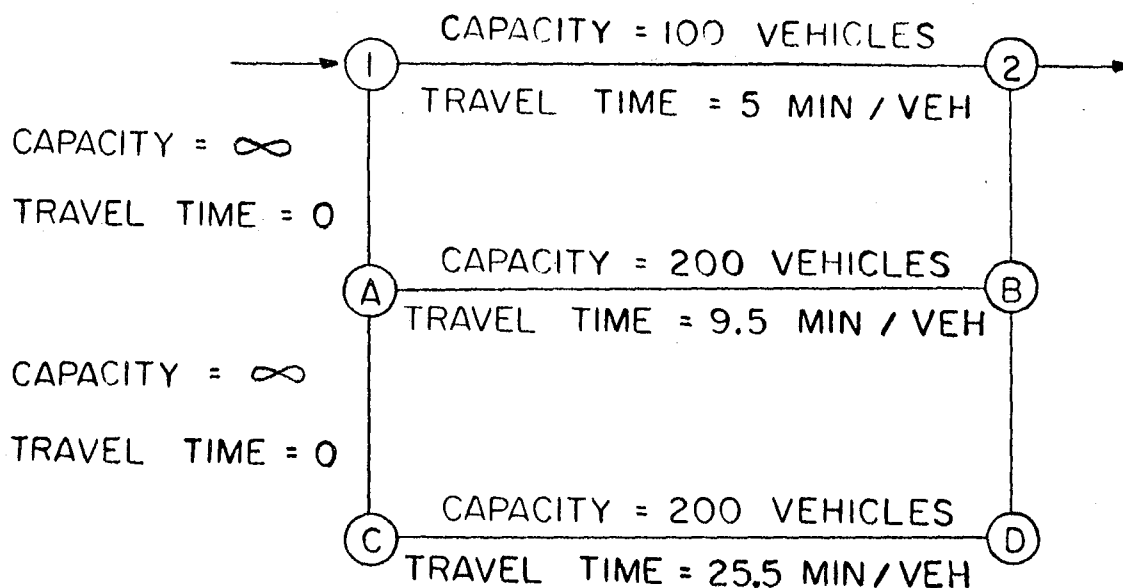 CAPACITY = 100 VEHICLES
1
2
TRAVEL TIME = 5 MIN / VEH
CAPACITY = ∞
TRAVEL TIME = 0
CAPACITY = 200 VEHICLES
A
B
TRAVEL TIME = 9.5 MIN / VEH
CAPACITY = ∞
TRAVEL TIME = 0
CAPACITY = 200 VEHICLES
C
D
TRAVEL TIME = 25.5 MIN / VEH